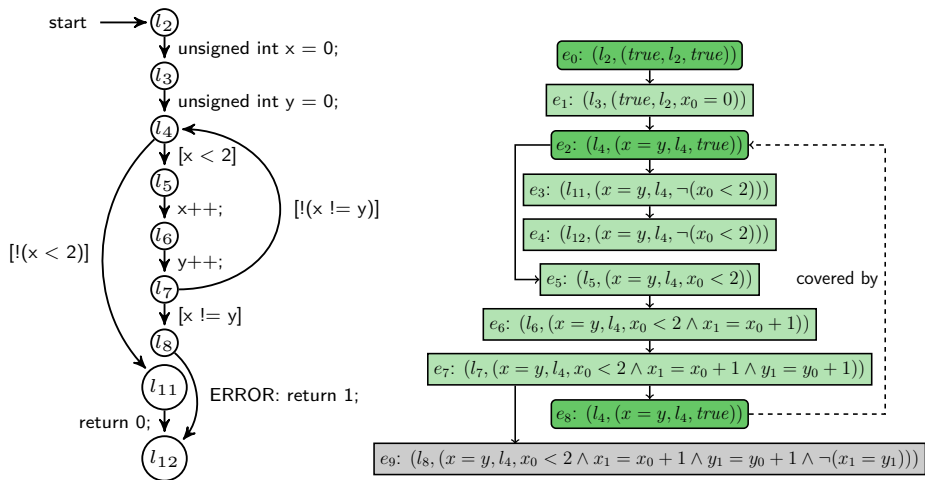 start
l₂
unsigned int x = 0;
l₃
unsigned int y = 0;
l₄
[x < 2]
l₅
x++;
[!(x != y)]
[!(x < 2)]
l₆
y++;
l₇
[x != y]
l₈
l₁₁
ERROR: return 1;
return 0;
l₁₂
e₀: (l₂, (true, l₂, true))
e₁: (l₃, (true, l₂, x₀ = 0))
e₂: (l₄, (x = y, l₄, true))
e₃: (l₁₁, (x = y, l₄, ¬(x₀ < 2)))
e₄: (l₁₂, (x = y, l₄, ¬(x₀ < 2)))
covered by
e₅: (l₅, (x = y, l₄, x₀ < 2))
e₆: (l₆, (x = y, l₄, x₀ < 2 ∧ x₁ = x₀ + 1))
e₇: (l₇, (x = y, l₄, x₀ < 2 ∧ x₁ = x₀ + 1 ∧ y₁ = y₀ + 1))
e₈: (l₄, (x = y, l₄, true))
e₉: (l₈, (x = y, l₄, x₀ < 2 ∧ x₁ = x₀ + 1 ∧ y₁ = y₀ + 1 ∧ ¬(x₁ = y₁)))